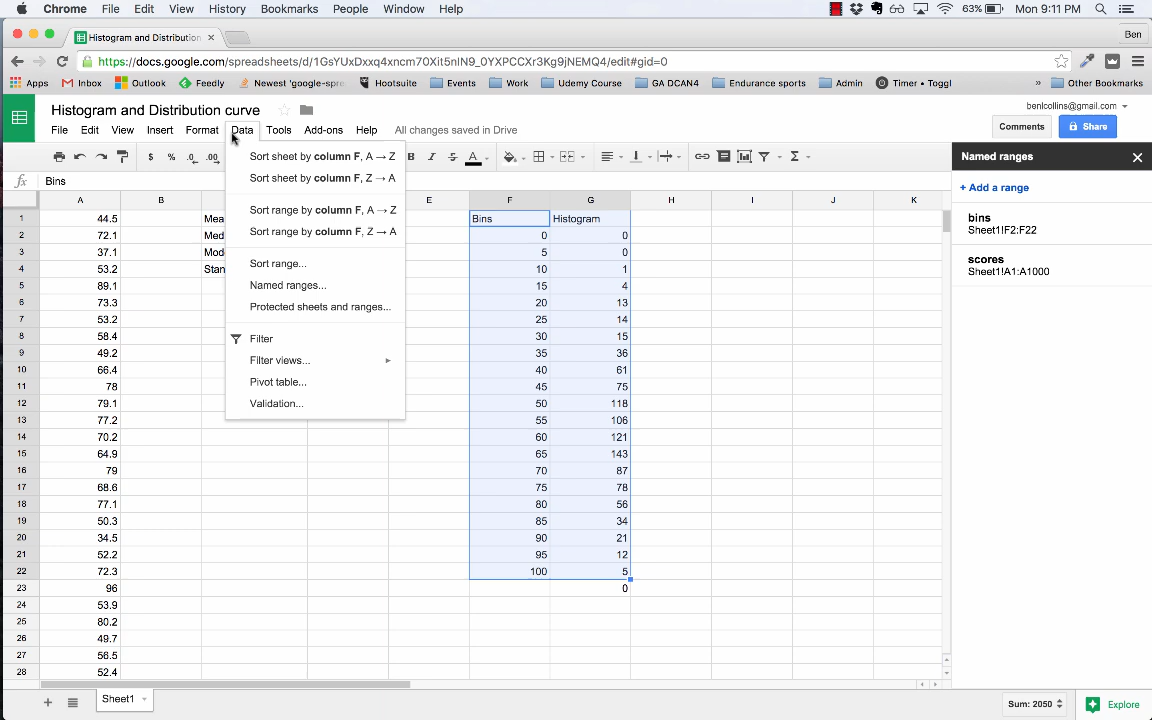 Chrome File Edit View History Bookmarks People Window Help 63% Mon 9:11 PM
Histogram and Distribution × Ben
https://docs.google.com/spreadsheets/d/1GsYUxDxxq4xncm70Xit5nIN9_0YXPCCXr3Kg9jNEMQ4/edit#gid=0
Apps Inbox Outlook Feedly Newest 'google-spre Hootsuite Events Work Udemy Course GA DCAN4 Endurance sports Admin Timer • Toggl » Other Bookmarks
Histogram and Distribution curve benlcollins@gmail.com
File Edit View Insert Format Data Tools Add-ons Help All changes saved in Drive Comments Share
$ % .0 .00 B I S A Σ
fx Bins
Named ranges
+ Add a range
bins
Sheet1!F2:F22
scores
Sheet1!A1:A1000
Sort sheet by column F, A → Z
Sort sheet by column F, Z → A
Sort range by column F, A → Z
Sort range by column F, Z → A
Sort range...
Named ranges...
Protected sheets and ranges...
Filter
Filter views...
Pivot table...
Validation...
A B E F G H I J K
1 44.5 Mea Bins Histogram
2 72.1 Med 0 0
3 37.1 Mod 5 0
4 53.2 Stan 10 1
5 89.1 15 4
6 73.3 20 13
7 53.2 25 14
8 58.4 30 15
9 49.2 35 36
10 66.4 40 61
11 78 45 75
12 79.1 50 118
13 77.2 55 106
14 70.2 60 121
15 64.9 65 143
16 79 70 87
17 68.6 75 78
18 77.1 80 56
19 50.3 85 34
20 34.5 90 21
21 52.2 95 12
22 72.3 100 5
23 96 0
24 53.9
25 80.2
26 49.7
27 56.5
28 52.4
Sheet1 Sum: 2050 Explore